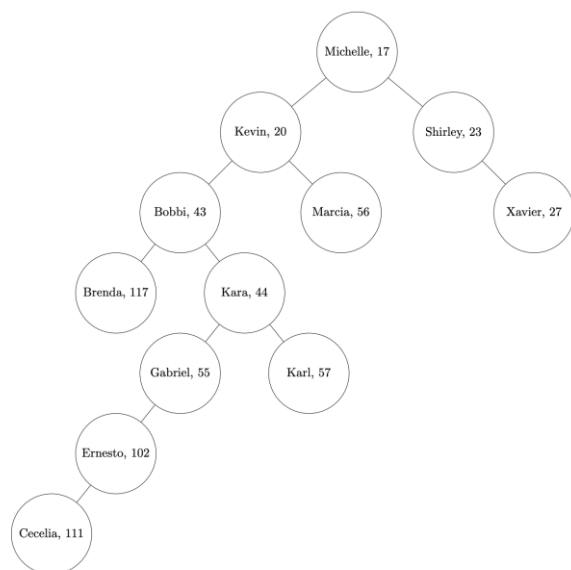 Michelle, 17
Kevin, 20
Shirley, 23
Bobbi, 43
Marcia, 56
Xavier, 27
Brenda, 117
Kara, 44
Gabriel, 55
Karl, 57
Ernesto, 102
Cecelia, 111